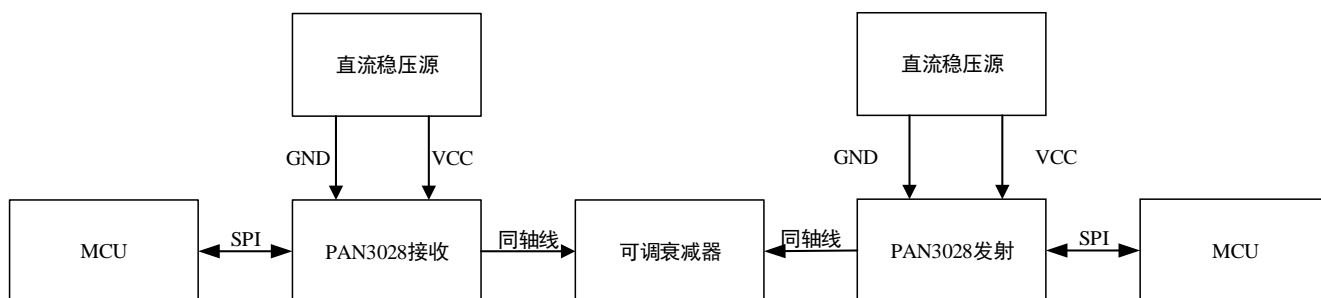 直流稳压源
直流稳压源
GND
VCC
GND
VCC
MCU
SPI
PAN3028接收
同轴线
可调衰减器
同轴线
PAN3028发射
SPI
MCU